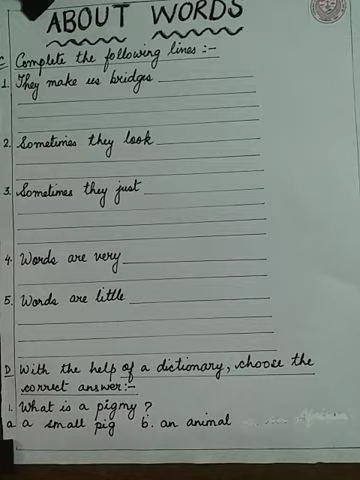 ABOUT WORDS
C Complete the following lines :-
1. They make us bridges
2. Sometimes they look
3. Sometimes they just
4. Words are very
5. Words are little
D With the help of a dictionary, choose the
correct answer:-
1. What is a pigmy ?
a. a small pig b. an animal